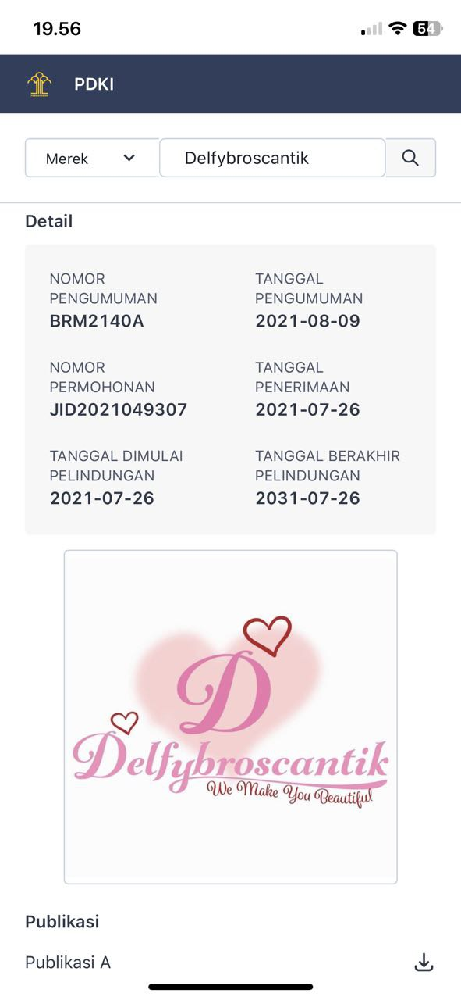 19.56
54
PDKI
Merek
Delfybroscantik
Detail
NOMOR
PENGUMUMAN
BRM2140A
TANGGAL
PENGUMUMAN
2021-08-09
NOMOR
PERMOHONAN
JID2021049307
TANGGAL
PENERIMAAN
2021-07-26
TANGGAL DIMULAI
PELINDUNGAN
2021-07-26
TANGGAL BERAKHIR
PELINDUNGAN
2031-07-26
D
Delfybroscantik
We Make You Beautiful
Publikasi
Publikasi A